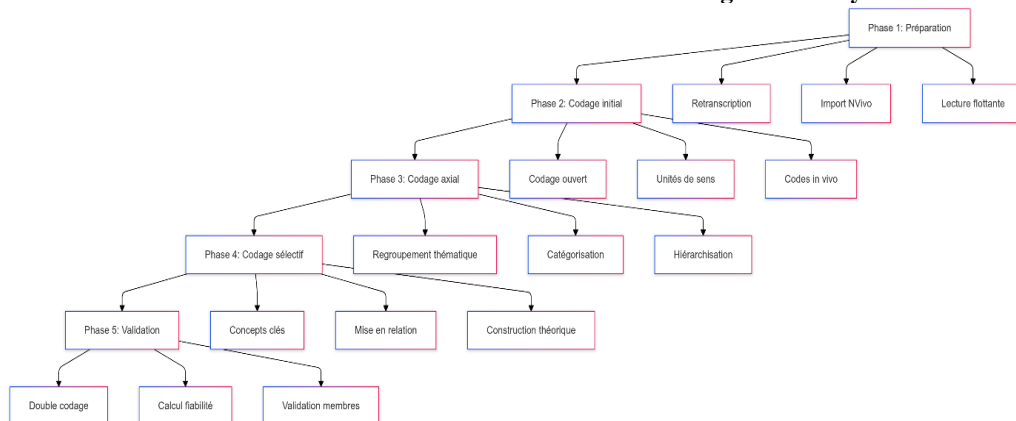 Phase 1: Préparation
Phase 2: Codage initial
Retranscription
Import NVivo
Lecture flottante
Phase 3: Codage axial
Codage ouvert
Unités de sens
Codes in vivo
Phase 4: Codage sélectif
Regroupement thématique
Catégorisation
Hiérarchisation
Phase 5: Validation
Concepts clés
Mise en relation
Construction théorique
Double codage
Calcul fiabilité
Validation membres